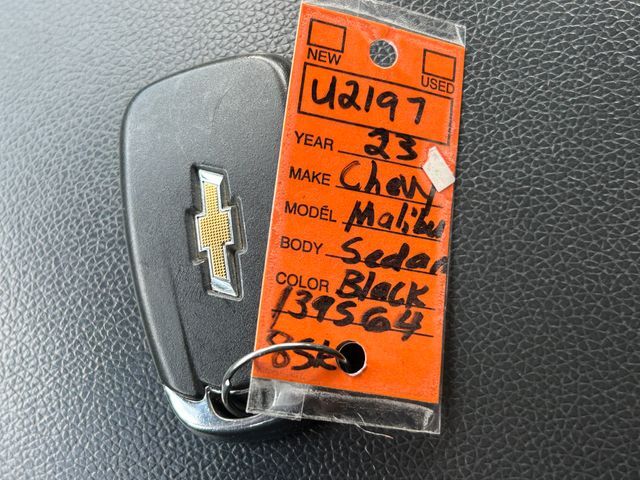 NEW USED
U2197
YEAR 23
MAKE Chevy
MODEL Malibu
BODY Sedan
COLOR Black
139564
85k